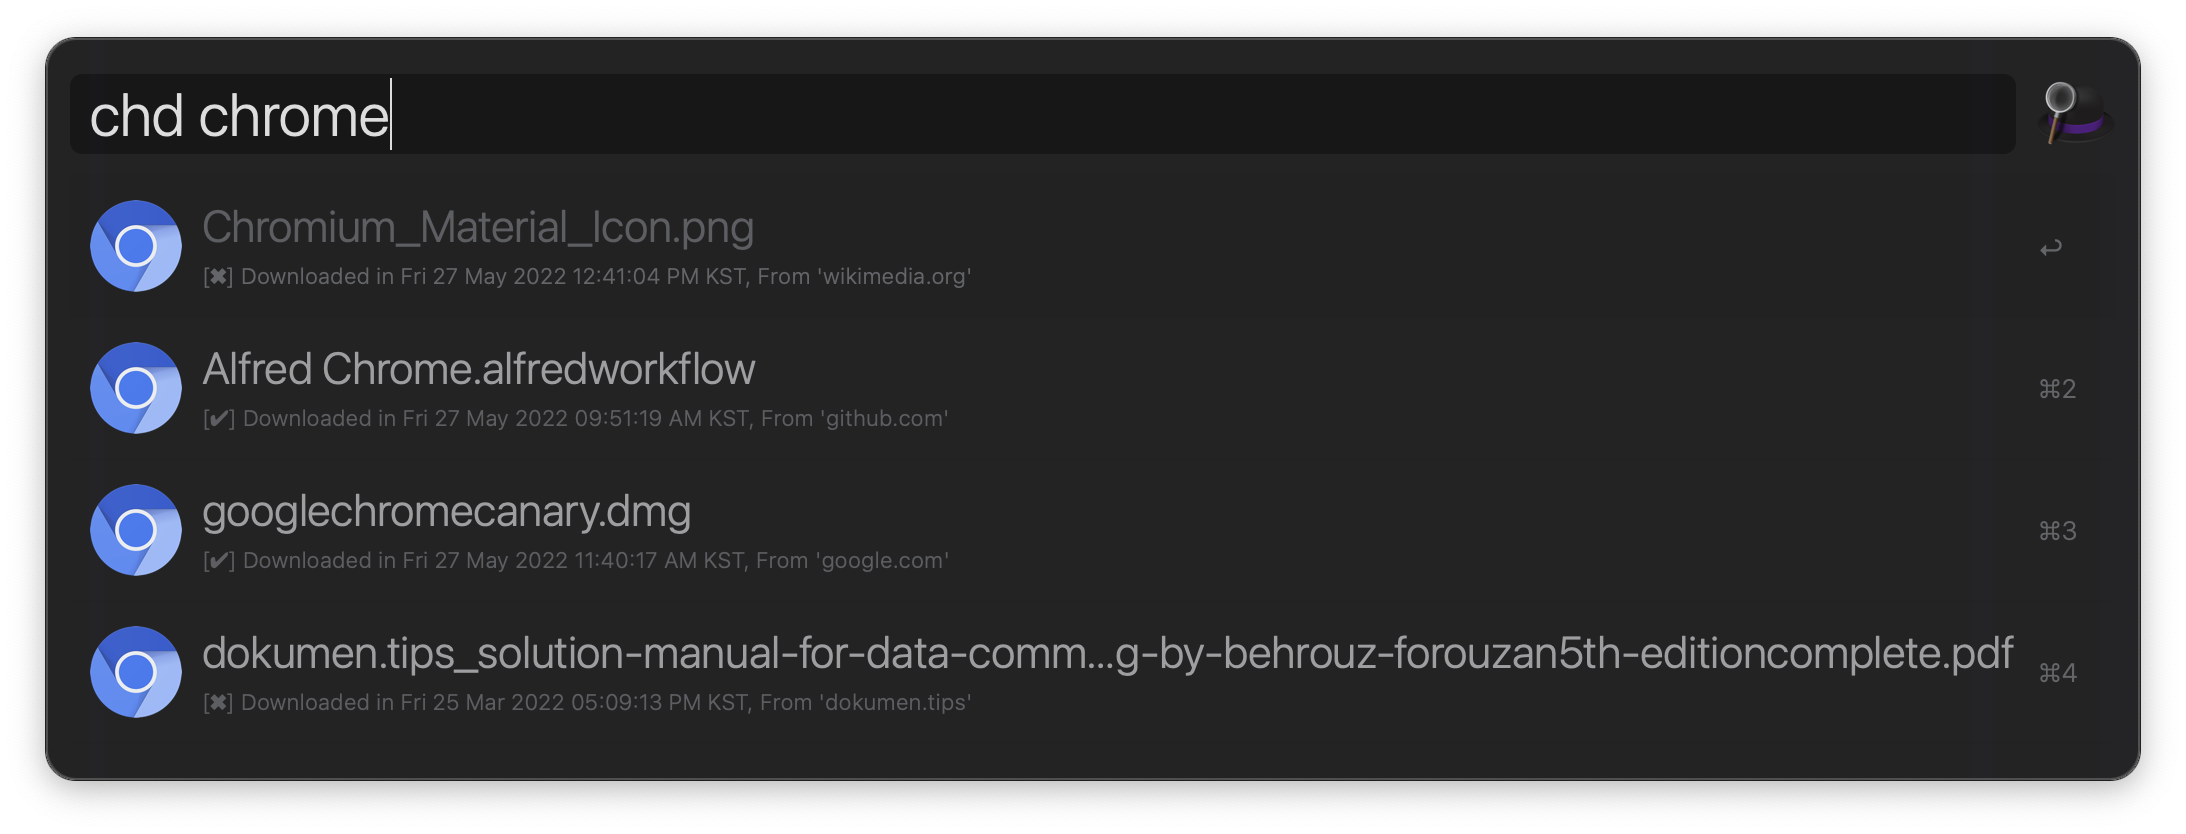 chd chrome
Chromium_Material_Icon.png
↩
[✖] Downloaded in Fri 27 May 2022 12:41:04 PM KST, From 'wikimedia.org'
Alfred Chrome.alfredworkflow
⌘2
[✔] Downloaded in Fri 27 May 2022 09:51:19 AM KST, From 'github.com'
googlechromecanary.dmg
⌘3
[✔] Downloaded in Fri 27 May 2022 11:40:17 AM KST, From 'google.com'
dokumen.tips_solution-manual-for-data-comm...g-by-behrouz-forouzan5th-editioncomplete.pdf
⌘4
[✖] Downloaded in Fri 25 Mar 2022 05:09:13 PM KST, From 'dokumen.tips'